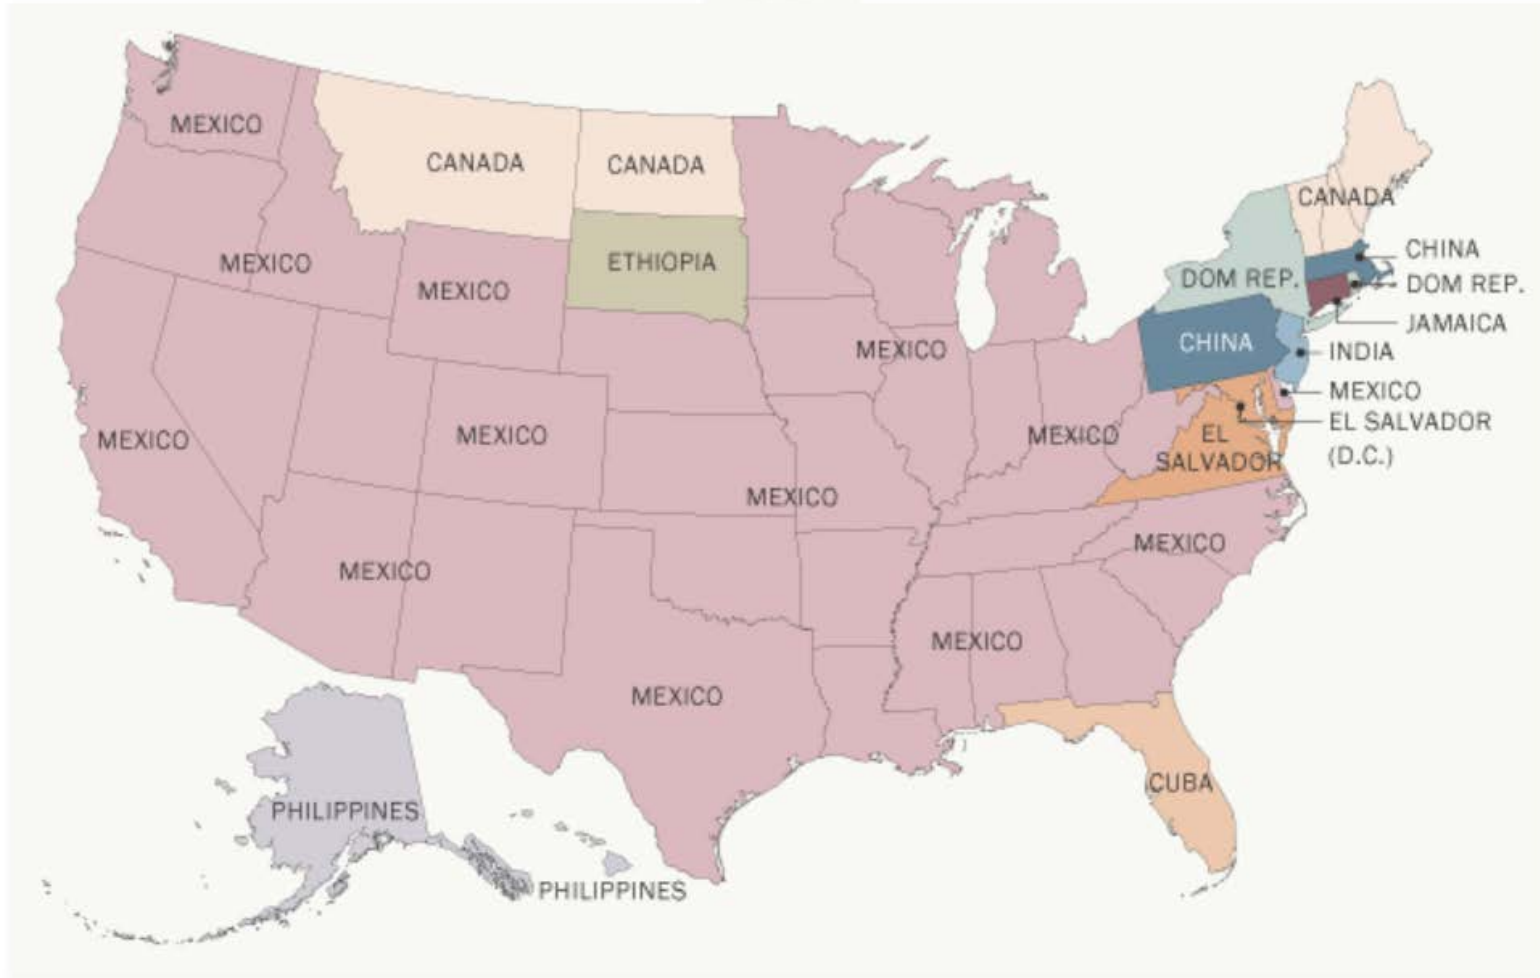 MEXICO
CANADA
CANADA
CANADA
CHINA
MEXICO
ETHIOPIA
MEXICO
DOM REP.
DOM REP.
JAMAICA
CHINA
MEXICO
INDIA
MEXICO
EL SALVADOR
(D.C.)
MEXICO
MEXICO
MEXICO
EL
SALVADOR
MEXICO
MEXICO
MEXICO
MEXICO
MEXICO
CUBA
PHILIPPINES
PHILIPPINES